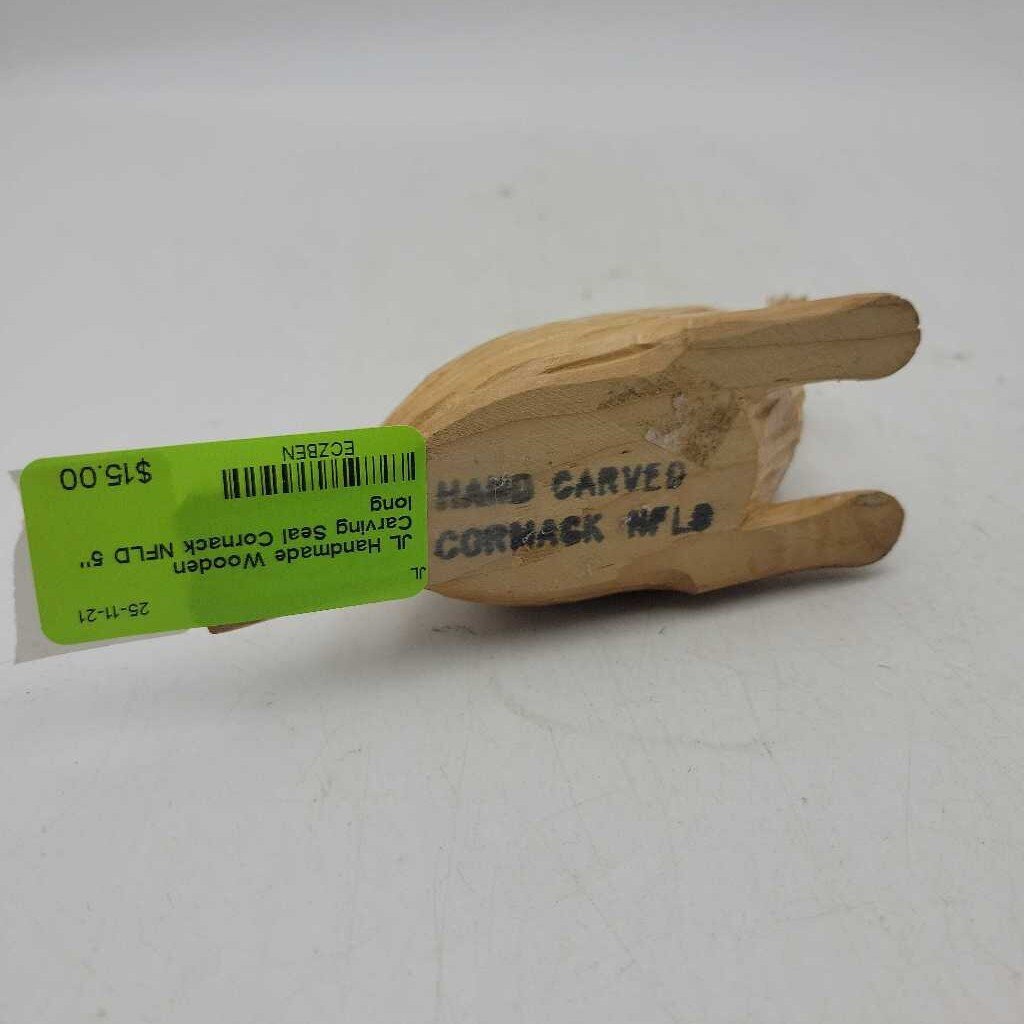 HAND CARVED
CORMACK NFLD
JL
25-11-21
JL Handmade Wooden
Carving Seal Cornack NFLD 5"
long
ECZBEN
$15.00